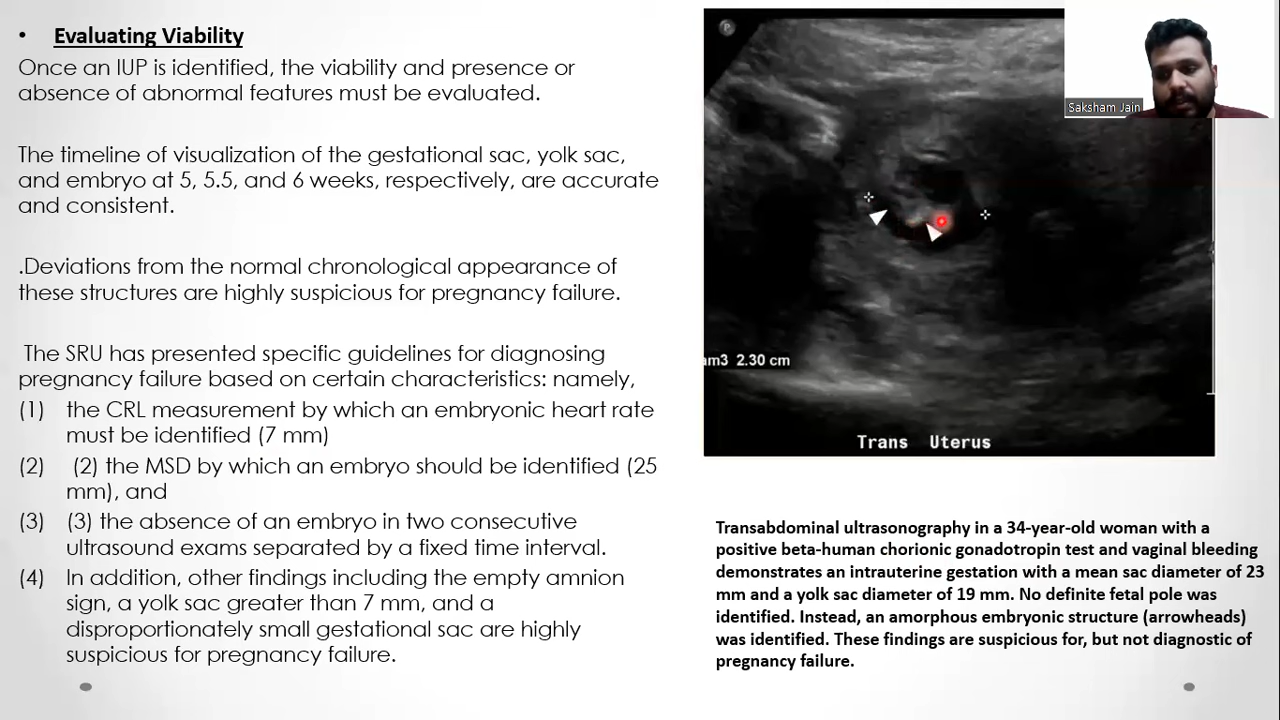 • Evaluating Viability
Once an IUP is identified, the viability and presence or
absence of abnormal features must be evaluated.
The timeline of visualization of the gestational sac, yolk sac,
and embryo at 5, 5.5, and 6 weeks, respectively, are accurate
and consistent.
.Deviations from the normal chronological appearance of
these structures are highly suspicious for pregnancy failure.
The SRU has presented specific guidelines for diagnosing
pregnancy failure based on certain characteristics: namely,
(1) the CRL measurement by which an embryonic heart rate
must be identified (7 mm)
(2) (2) the MSD by which an embryo should be identified (25
mm), and
(3) (3) the absence of an embryo in two consecutive
ultrasound exams separated by a fixed time interval.
(4) In addition, other findings including the empty amnion
sign, a yolk sac greater than 7 mm, and a
disproportionately small gestational sac are highly
suspicious for pregnancy failure.
P
Saksham Jain
am3 2.30 cm
Trans Uterus
Transabdominal ultrasonography in a 34-year-old woman with a
positive beta-human chorionic gonadotropin test and vaginal bleeding
demonstrates an intrauterine gestation with a mean sac diameter of 23
mm and a yolk sac diameter of 19 mm. No definite fetal pole was
identified. Instead, an amorphous embryonic structure (arrowheads)
was identified. These findings are suspicious for, but not diagnostic of
pregnancy failure.